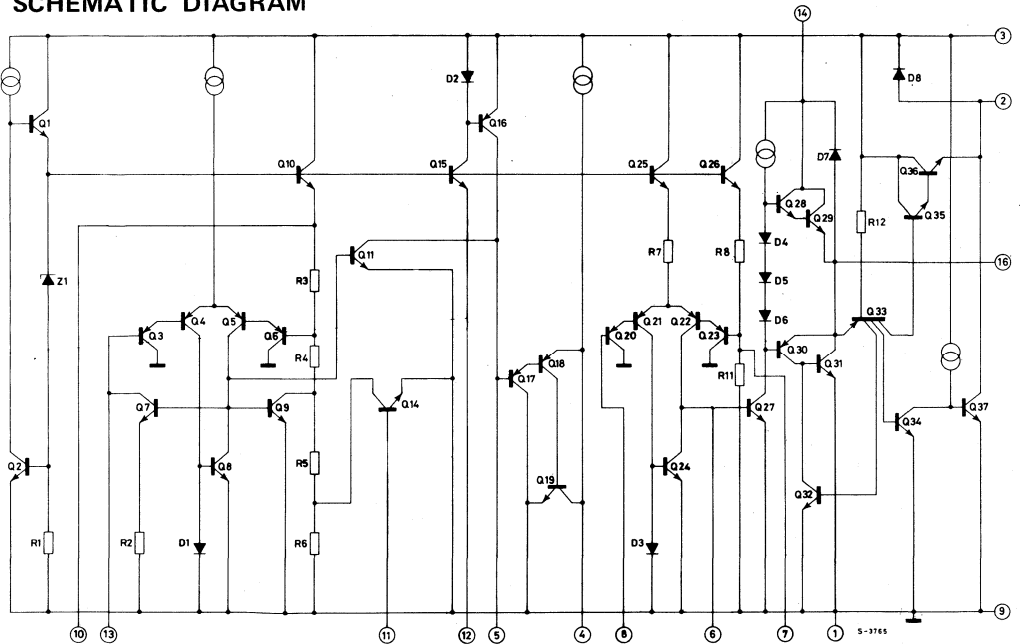 SCHEMATIC DIAGRAM
14
3
D2
D8
2
Q1
Q16
D7
Q10
Q15
Q25
Q26
Q36
Q28
Q29
Q35
R12
D4
Q11
R7
R8
16
Z1
R3
D5
Q4
Q5
D6
Q33
Q3
Q6
Q21
Q22
Q20
Q23
R4
Q30
Q18
Q31
Q17
R11
Q14
Q7
Q9
Q27
Q37
Q34
Q2
Q8
R5
Q24
Q19
Q32
R1
R2
D1
R6
D3
9
10
13
11
12
5
4
8
6
7
1
S-3765